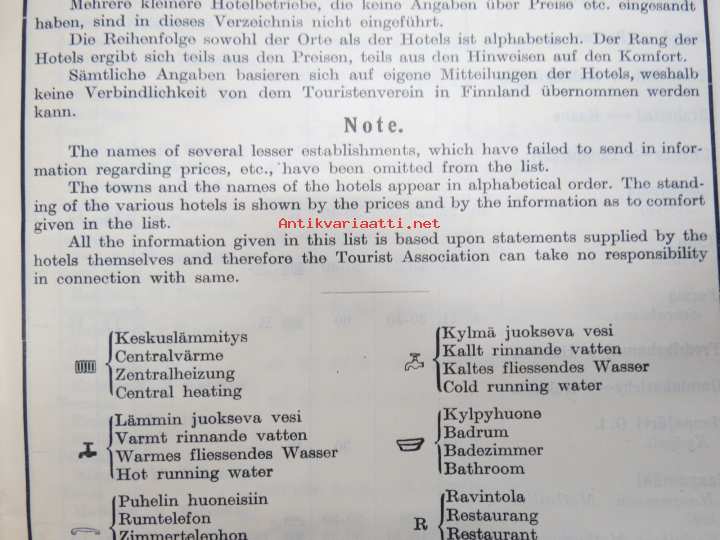 Mehrere kleinere Hotelbetriebe, die keine Angaben über Preise etc. eingesandt
haben, sind in dieses Verzeichnis nicht eingeführt.
Die Reihenfolge sowohl der Orte als der Hotels ist alphabetisch. Der Rang der
Hotels ergibt sich teils aus den Preisen, teils aus den Hinweisen auf den Komfort.
Sämtliche Angaben basieren sich auf eigene Mitteilungen der Hotels, weshalb
keine Verbindlichkeit von dem Touristenverein in Finnland übernommen werden
kann.
Note.
The names of several lesser establishments, which have failed to send in infor-
mation regarding prices, etc., have been omitted from the list.
The towns and the names of the hotels appear in alphabetical order. The stand-
ing of the various hotels is shown by the prices and by the information as to comfort
given in the list.
Antikvariaatti.net
All the information given in this list is based upon statements supplied by the
hotels themselves and therefore the Tourist Association can take no responsibility
in connection with same.
Keskuslämmitys
Centralvärme
Zentralheizung
Central heating
Kylmä juokseva vesi
Kallt rinnande vatten
Kaltes fliessendes Wasser
Cold running water
Lämmin juokseva vesi
Varmt rinnande vatten
Warmes fliessendes Wasser
Hot running water
Kylpyhuone
Badrum
Badezimmer
Bathroom
Puhelin huoneisiin
Rumtelefon
Zimmertelephon
R
Ravintola
Restaurang
Restaurant